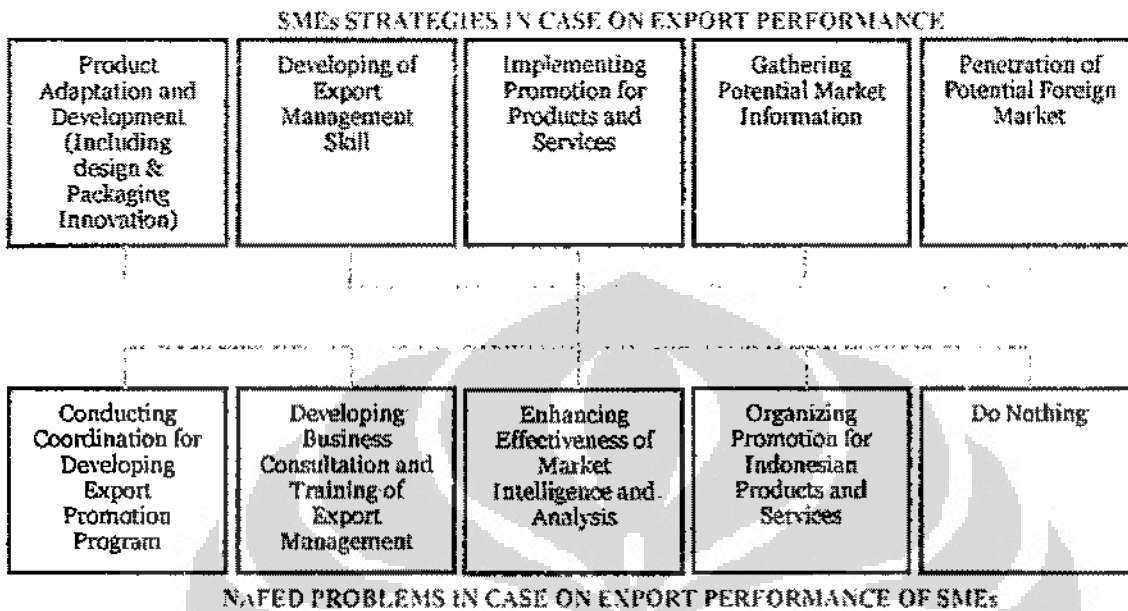 SMEs STRATEGIES IN CASE ON EXPORT PERFORMANCE
Product
Adaptation and
Development
(Including
design &
Packaging
Innovation)
Developing of
Export
Management
Skill
Implementing
Promotion for
Products and
Services
Gathering
Potential Market
Information
Penetration of
Potential Foreign
Market
Conducting
Coordination for
Developing
Export
Promotion
Program
Developing
Business
Consultation and
Training of
Export
Management
Enhancing
Effectiveness of
Market
Intelligence and
Analysis
Organizing
Promotion for
Indonesian
Products and
Services
Do Nothing
NAFED PROBLEMS IN CASE ON EXPORT PERFORMANCE OF SMEs